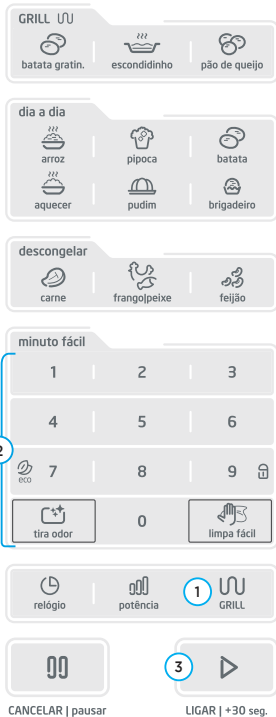 GRILL
batata gratin. escondidinho pão de queijo
dia a dia
arroz pipoca batata
aquecer pudim brigadeiro
descongelar
carne frango|peixe feijão
minuto fácil
1 2 3
4 5 6
2
eco 7 8 9
tira odor 0 limpa fácil
1
relógio potência GRILL
3
CANCELAR | pausar LIGAR | +30 seg.